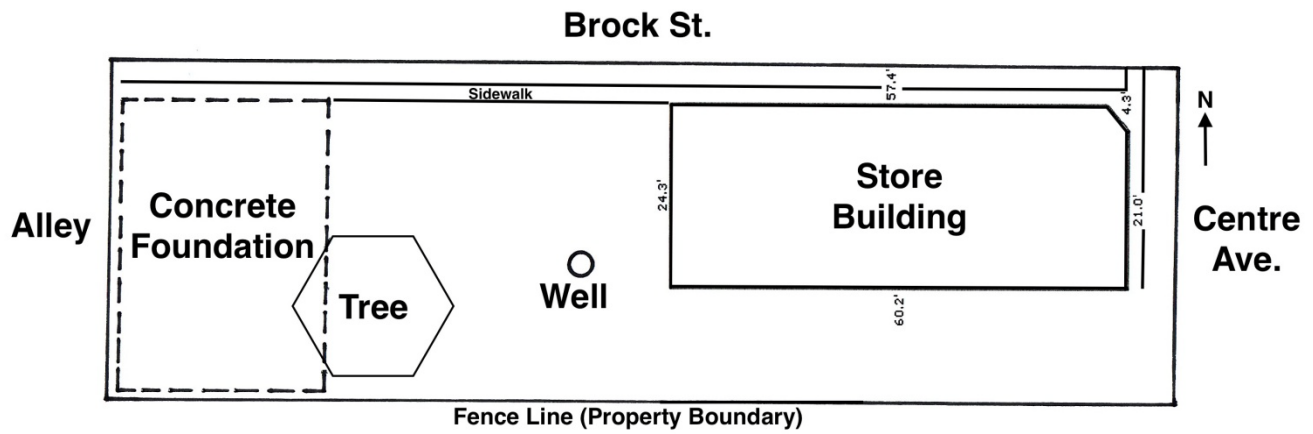 Brock St.
Sidewalk
57.4'
4.3'
N
Alley
Concrete
Foundation
24.3'
Store
Building
21.0'
Centre
Ave.
Tree
Well
60.2'
Fence Line (Property Boundary)